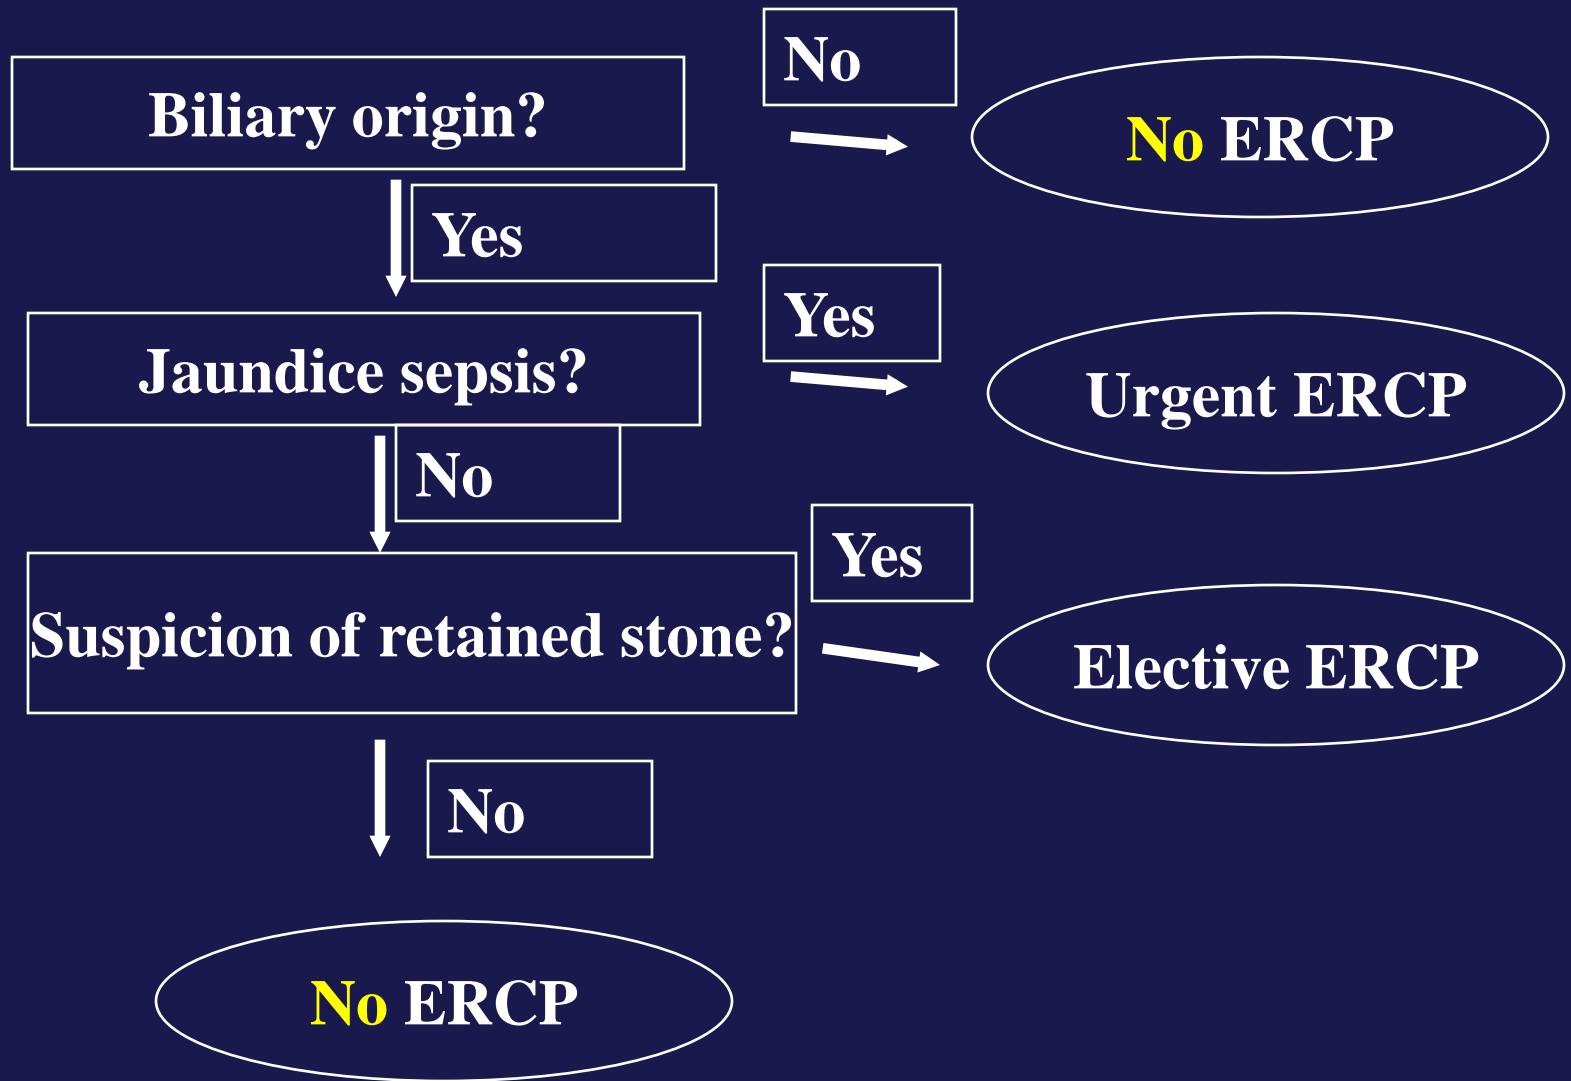 No
Biliary origin?
No ERCP
Yes
Yes
Jaundice sepsis?
Urgent ERCP
No
Yes
Suspicion of retained stone?
Elective ERCP
No
No ERCP